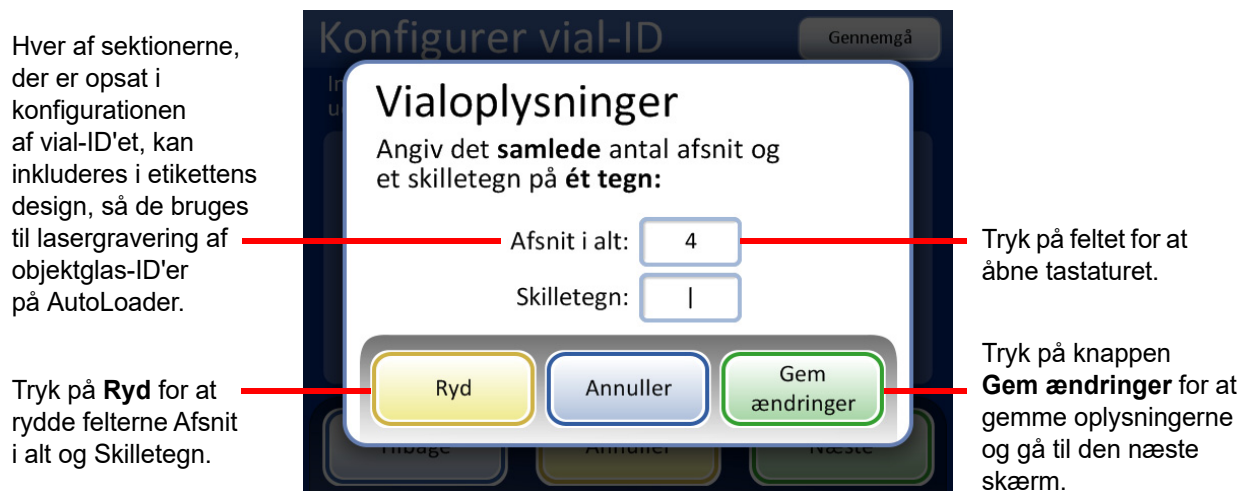 Hver af sektionerne,
der er opsat i
konfigurationen
af vial-ID'et, kan
inkluderes i etikettens
design, så de bruges
til lasergravering af
objektglas-ID'er
på AutoLoader.
Tryk på Ryd for at
rydde felterne Afsnit
i alt og Skilletegn.
Konfigurer vial-ID
Gennemgå
Vialoplysninger
Angiv det samlede antal afsnit og
et skilletegn på ét tegn:
Afsnit i alt: 4
Skilletegn: |
Ryd
Annuller
Gem
ændringer
Tilbage
Annuller
Næste
Tryk på feltet for at
åbne tastaturet.
Tryk på knappen
Gem ændringer for at
gemme oplysningerne
og gå til den næste
skærm.